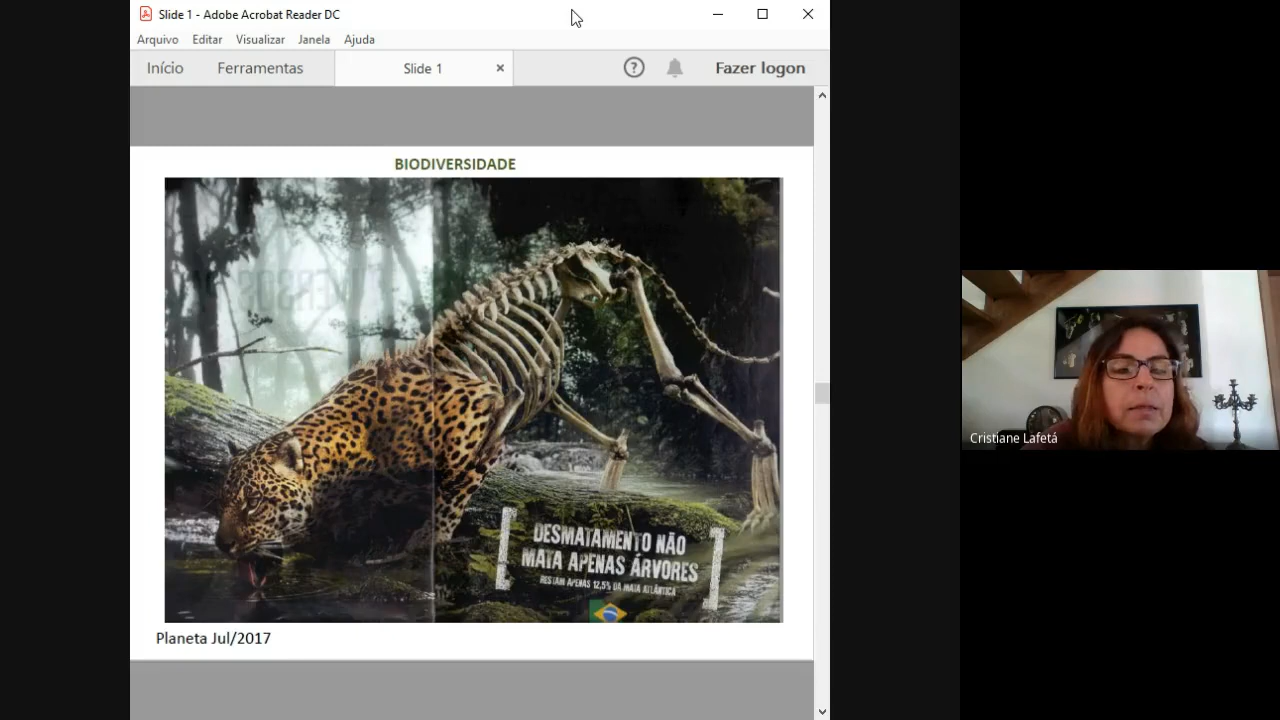 Slide 1 - Adobe Acrobat Reader DC
Arquivo Editar Visualizar Janela Ajuda
Início Ferramentas Slide 1 Fazer logon
BIODIVERSIDADE
DESMATAMENTO NÃO
MATA APENAS ÁRVORES
RESTAM APENAS 12,5% DA MATA ATLÂNTICA
Planeta Jul/2017
Cristiane Lafetá